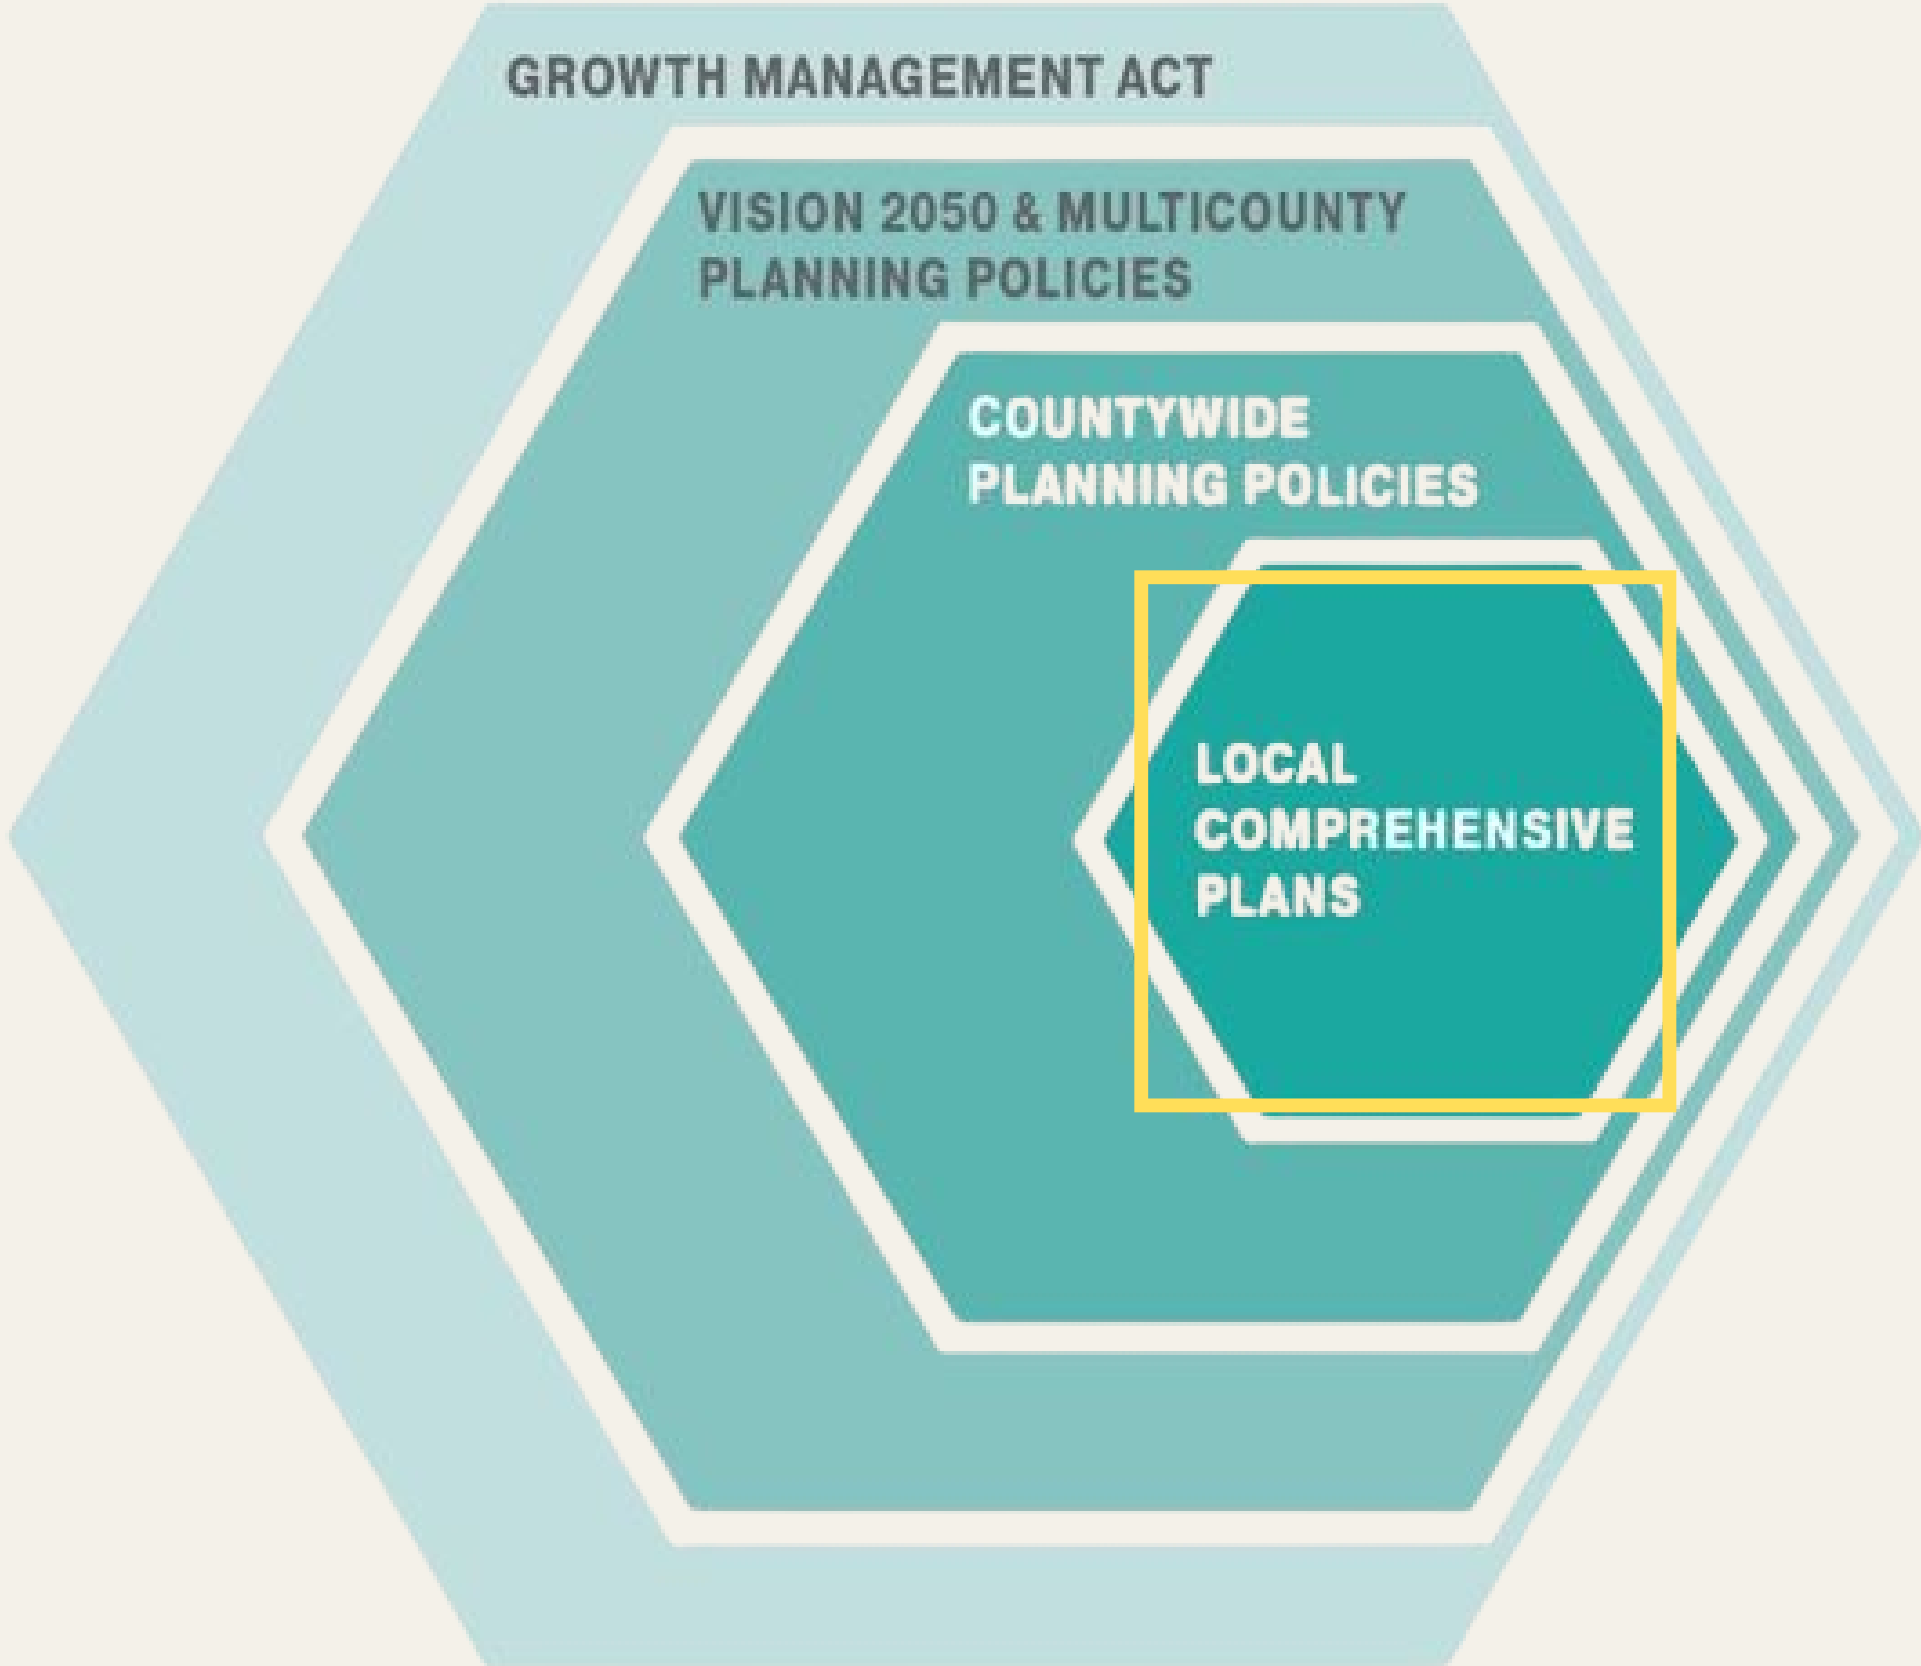 GROWTH MANAGEMENT ACT
VISION 2050 & MULTICOUNTY
PLANNING POLICIES
COUNTYWIDE
PLANNING POLICIES
LOCAL
COMPREHENSIVE
PLANS